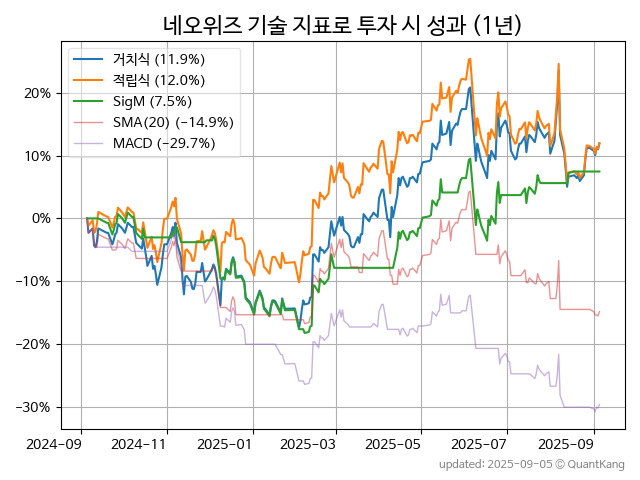 네오위즈 기술 지표로 투자 시 성과 (1년)
거치식 (11.9%)
적립식 (12.0%)
SigM (7.5%)
SMA(20) (−14.9%)
MACD (−29.7%)
20%
10%
0%
−10%
−20%
−30%
2024-09 2024-11 2025-01 2025-03 2025-05 2025-07 2025-09
updated: 2025-09-05 ⓒ QuantKang